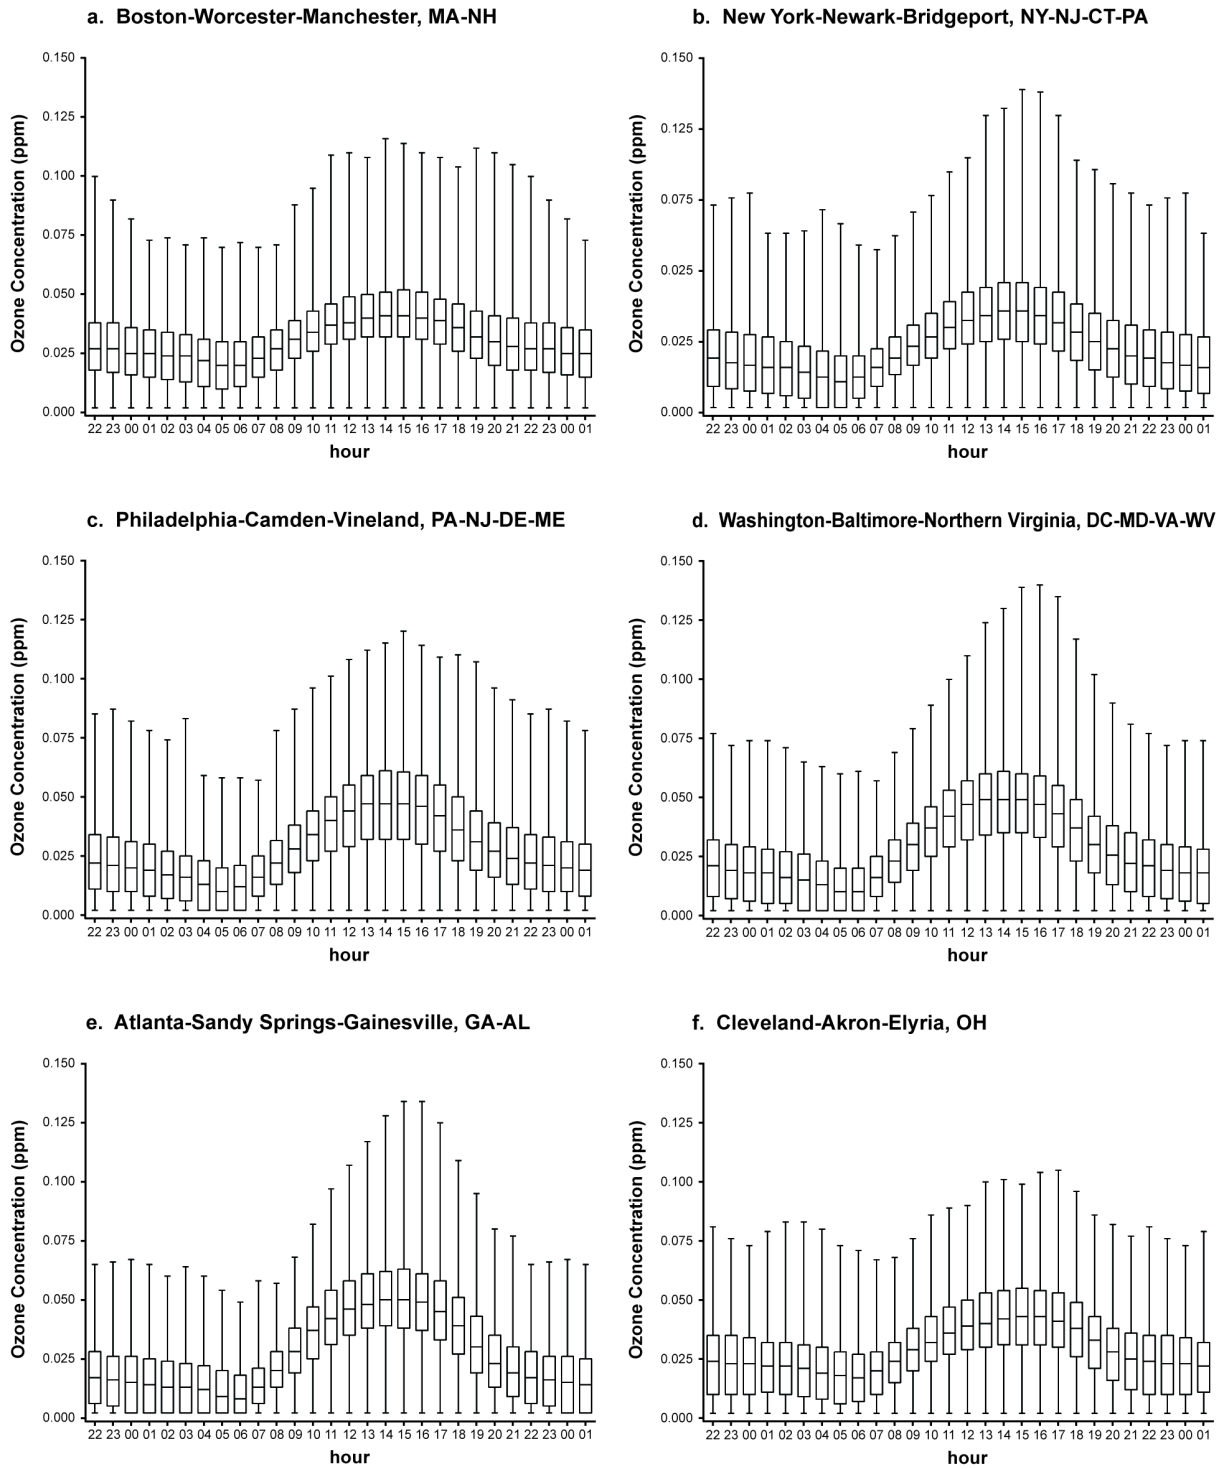 a. Boston-Worcester-Manchester, MA-NH
0.150
0.125
0.100
0.075
0.050
0.025
0.000
Ozone Concentration (ppm)
22 23 00 01 02 03 04 05 06 07 08 09 10 11 12 13 14 15 16 17 18 19 20 21 22 23 00 01
hour
b. New York-Newark-Bridgeport, NY-NJ-CT-PA
0.150
0.125
0.075
0.025
0.025
0.000
Ozone Concentration (ppm)
22 23 00 01 02 03 04 05 06 07 08 09 10 11 12 13 14 15 16 17 18 19 20 21 22 23 00 01
hour
c. Philadelphia-Camden-Vineland, PA-NJ-DE-ME
0.150
0.125
0.100
0.075
0.050
0.025
0.000
Ozone Concentration (ppm)
22 23 00 01 02 03 04 05 06 07 08 09 10 11 12 13 14 15 16 17 18 19 20 21 22 23 00 01
hour
d. Washington-Baltimore-Northern Virginia, DC-MD-VA-WV
0.150
0.125
0.100
0.075
0.050
0.025
0.000
Ozone Concentration (ppm)
22 23 00 01 02 03 04 05 06 07 08 09 10 11 12 13 14 15 16 17 18 19 20 21 22 23 00 01
hour
e. Atlanta-Sandy Springs-Gainesville, GA-AL
0.150
0.125
0.100
0.075
0.050
0.025
0.000
Ozone Concentration (ppm)
22 23 00 01 02 03 04 05 06 07 08 09 10 11 12 13 14 15 16 17 18 19 20 21 22 23 00 01
hour
f. Cleveland-Akron-Elyria, OH
0.150
0.125
0.100
0.075
0.050
0.025
0.000
Ozone Concentration (ppm)
22 23 00 01 02 03 04 05 06 07 08 09 10 11 12 13 14 15 16 17 18 19 20 21 22 23 00 01
hour